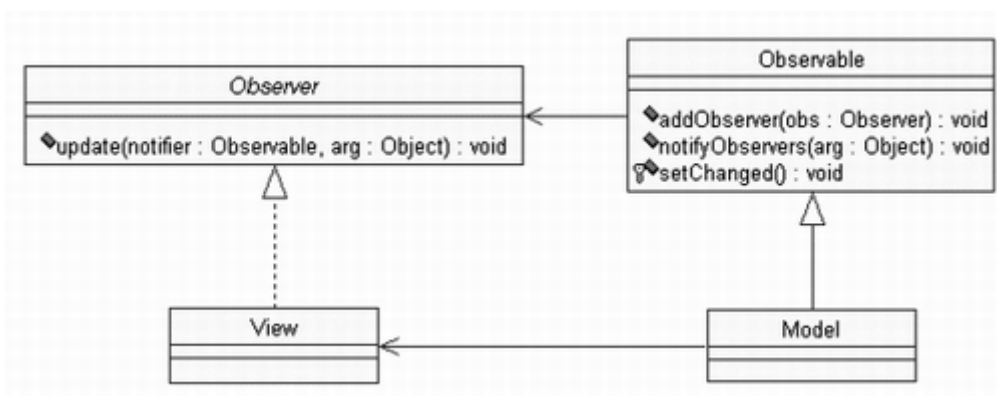 Observer
update(notifier : Observable, arg : Object) : void
Observable
addObserver(obs : Observer) : void
notifyObservers(arg : Object) : void
setChanged() : void
View
Model